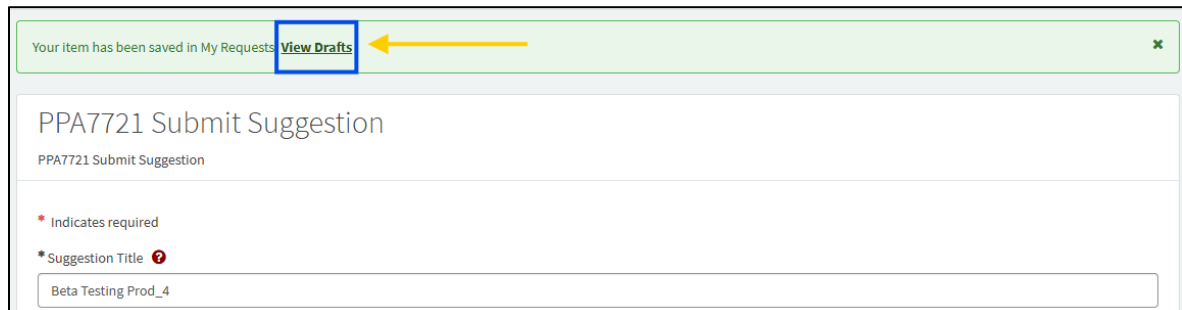 Your item has been saved in My Requests View Drafts
PPA7721 Submit Suggestion
PPA7721 Submit Suggestion
* Indicates required
* Suggestion Title ?
Beta Testing Prod_4